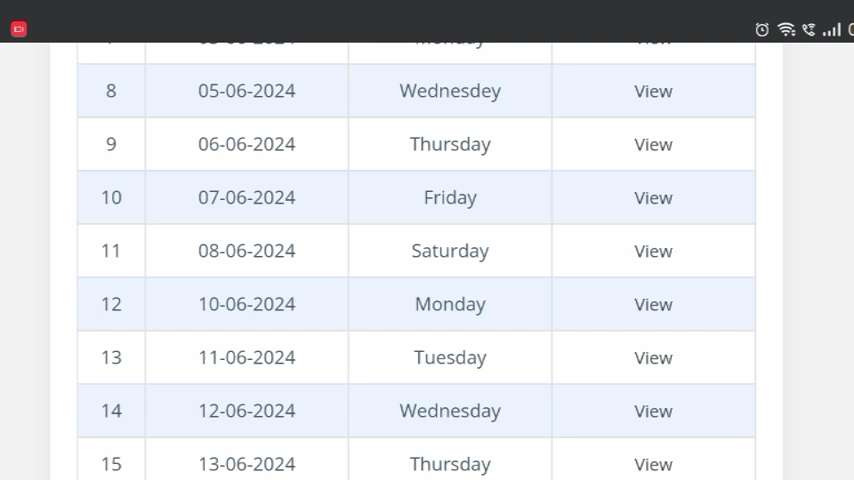 8 05-06-2024 Wednesdey View
9 06-06-2024 Thursday View
10 07-06-2024 Friday View
11 08-06-2024 Saturday View
12 10-06-2024 Monday View
13 11-06-2024 Tuesday View
14 12-06-2024 Wednesday View
15 13-06-2024 Thursday View